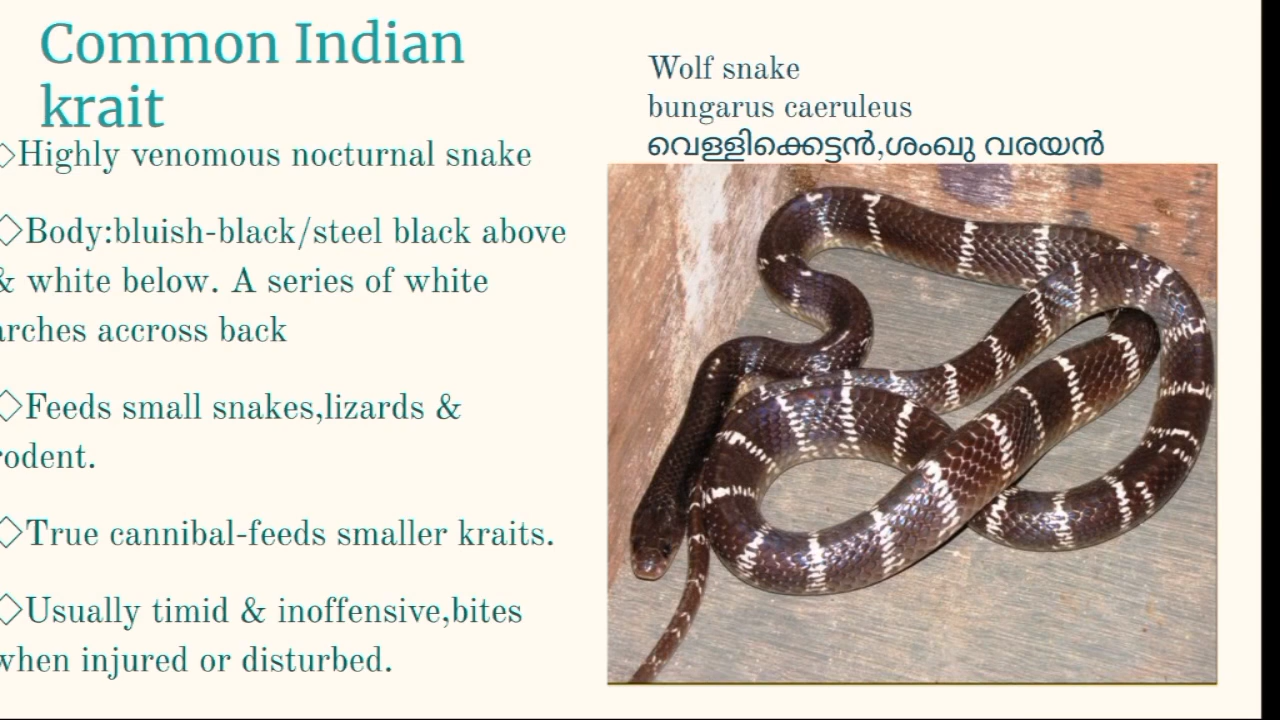 Common Indian
krait
◇Highly venomous nocturnal snake
◇Body:bluish-black/steel black above
& white below. A series of white
arches accross back
◇Feeds small snakes,lizards &
rodent.
◇True cannibal-feeds smaller kraits.
◇Usually timid & inoffensive,bites
when injured or disturbed.
Wolf snake
bungarus caeruleus
വെള്ളിക്കെട്ടൻ,ശംഖു വരയൻ